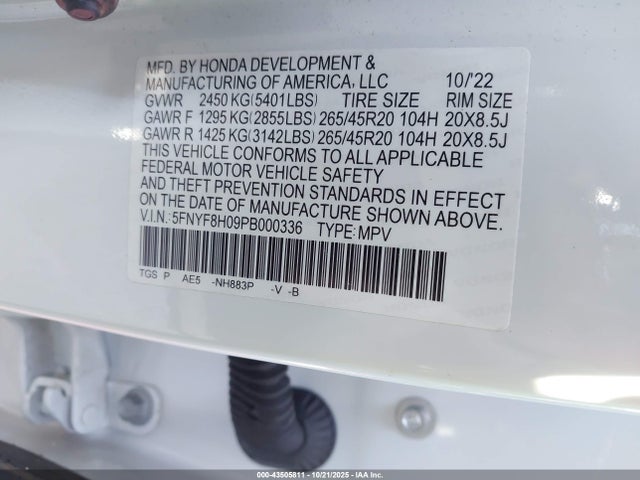 MFD. BY HONDA DEVELOPMENT &
MANUFACTURING OF AMERICA, LLC 10/'22
GVWR 2450 KG(5401LBS) TIRE SIZE RIM SIZE
GAWR F 1295 KG(2855LBS) 265/45R20 104H 20X8.5J
GAWR R 1425 KG(3142LBS) 265/45R20 104H 20X8.5J
THIS VEHICLE CONFORMS TO ALL APPLICABLE
FEDERAL MOTOR VEHICLE SAFETY
AND THEFT PREVENTION STANDARDS IN EFFECT
ON THE DATE OF MANUFACTURE SHOWN ABOVE.
V.I.N.: 5FNYF8H09PB000336 TYPE: MPV
TGS P AE5 -NH883P -V -B
000-43505811 - 10/21/2025 - IAA Inc.